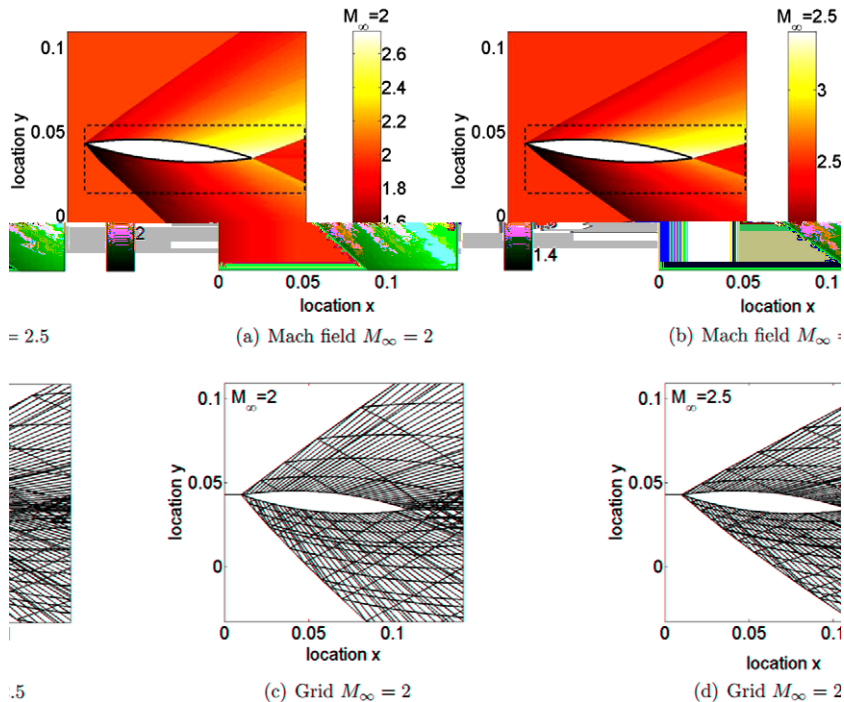 M∞=2
0.1
0.05
0
location y
2.6
2.4
2.2
2
1.8
1.6
M∞=2.5
0.1
0.05
0
location y
3
2.5
2
1.4
0
0.05
0.1
location x
0
0.05
0.1
location x
= 2.5
(a) Mach field M∞ = 2
(b) Mach field M∞ =
M∞=2
0.1
0.05
0
location y
0
0.05
0.1
location x
M∞=2.5
0.1
0.05
0
location y
0
0.05
0.1
location x
2.5
(c) Grid M∞ = 2
(d) Grid M∞ = 2